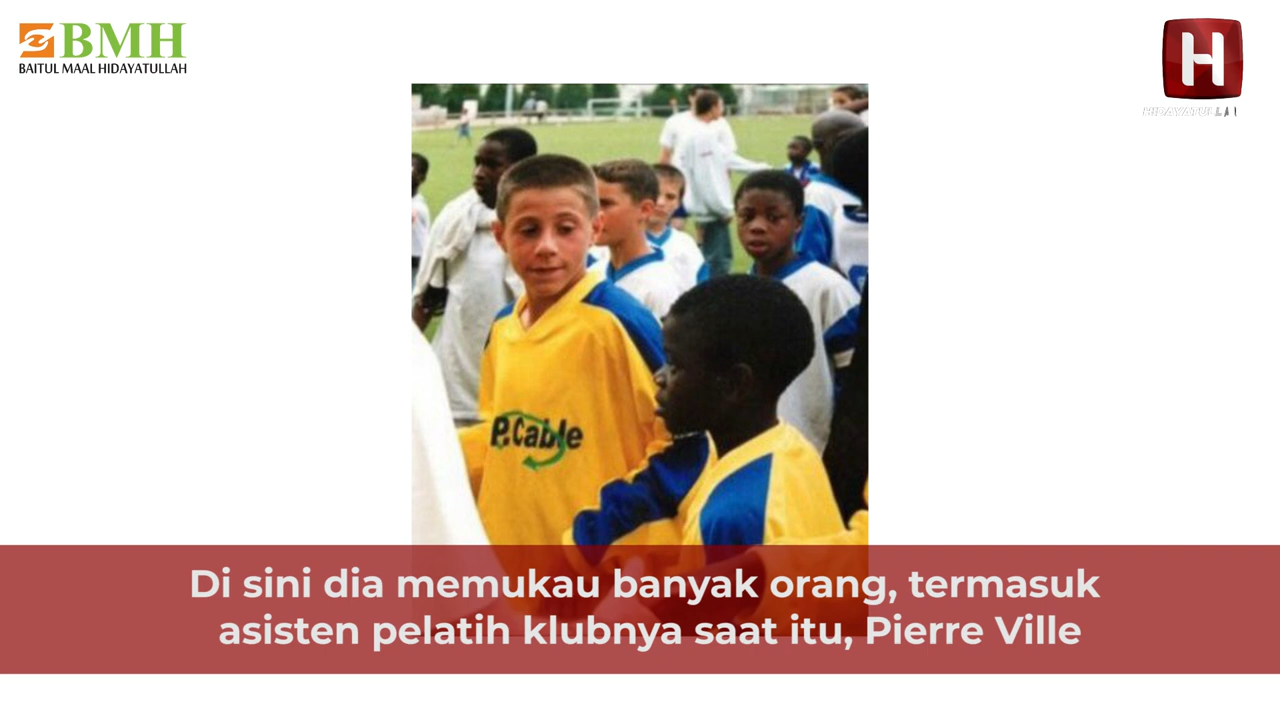 BMH
BAITUL MAAL HIDAYATULLAH
H
P.Cable
Di sini dia memukau banyak orang, termasuk
asisten pelatih klubnya saat itu, Pierre Ville